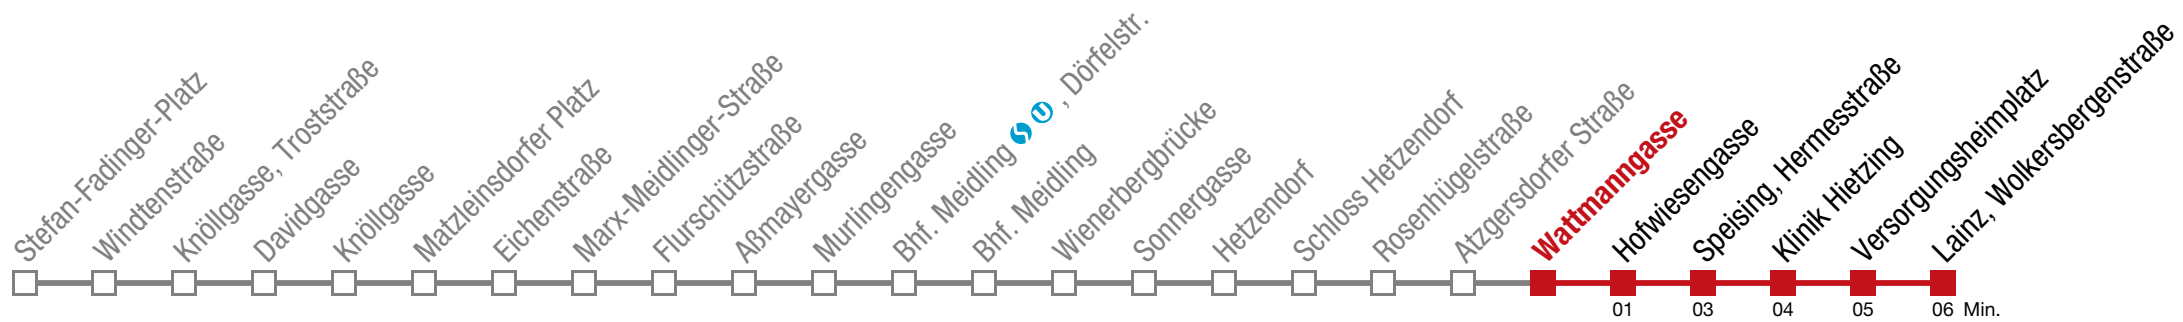 Stefan-Fadinger-Platz
Windtenstraße
Knöllgasse, Troststraße
Davidgasse
Knöllgasse
Matzleinsdorfer Platz
Eichenstraße
Marx-Meidlinger-Straße
Flurschützstraße
Aßmayergasse
Murlingengasse
Bhf. Meidling S U , Dörfelstr.
Bhf. Meidling
Wienerbergbrücke
Sonnergasse
Hetzendorf
Schloss Hetzendorf
Rosenhügelstraße
Atzgersdorfer Straße
Wattmanngasse
Hofwiesengasse
Speising, Hermesstraße
Klinik Hietzing
Versorgungsheimplatz
Lainz, Wolkersbergenstraße
01 03 04 05 06 Min.